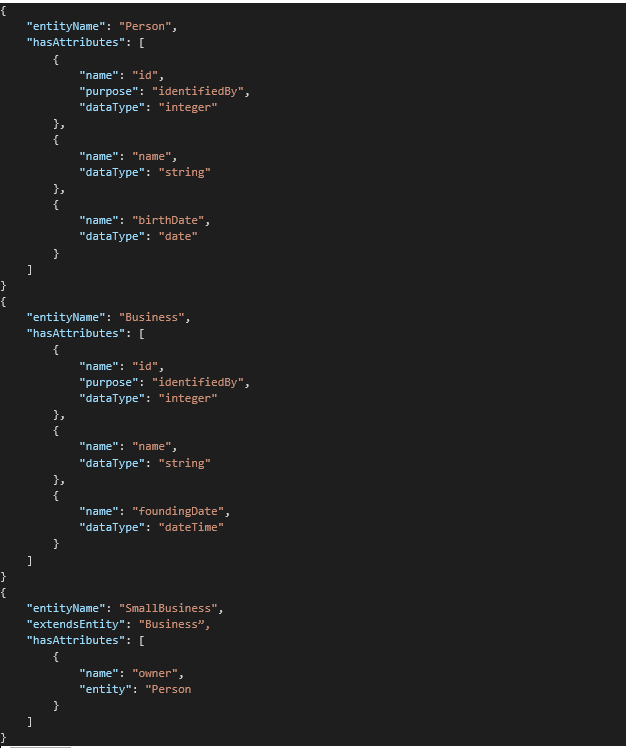 {
    "entityName": "Person",
    "hasAttributes": [
        {
            "name": "id",
            "purpose": "identifiedBy",
            "dataType": "integer"
        },
        {
            "name": "name",
            "dataType": "string"
        },
        {
            "name": "birthDate",
            "dataType": "date"
        }
    ]
}
{
    "entityName": "Business",
    "hasAttributes": [
        {
            "name": "id",
            "purpose": "identifiedBy",
            "dataType": "integer"
        },
        {
            "name": "name",
            "dataType": "string"
        },
        {
            "name": "foundingDate",
            "dataType": "dateTime"
        }
    ]
}
{
    "entityName": "SmallBusiness",
    "extendsEntity": "Business”,
    "hasAttributes": [
        {
            "name": "owner",
            "entity": "Person
        }
    ]
}